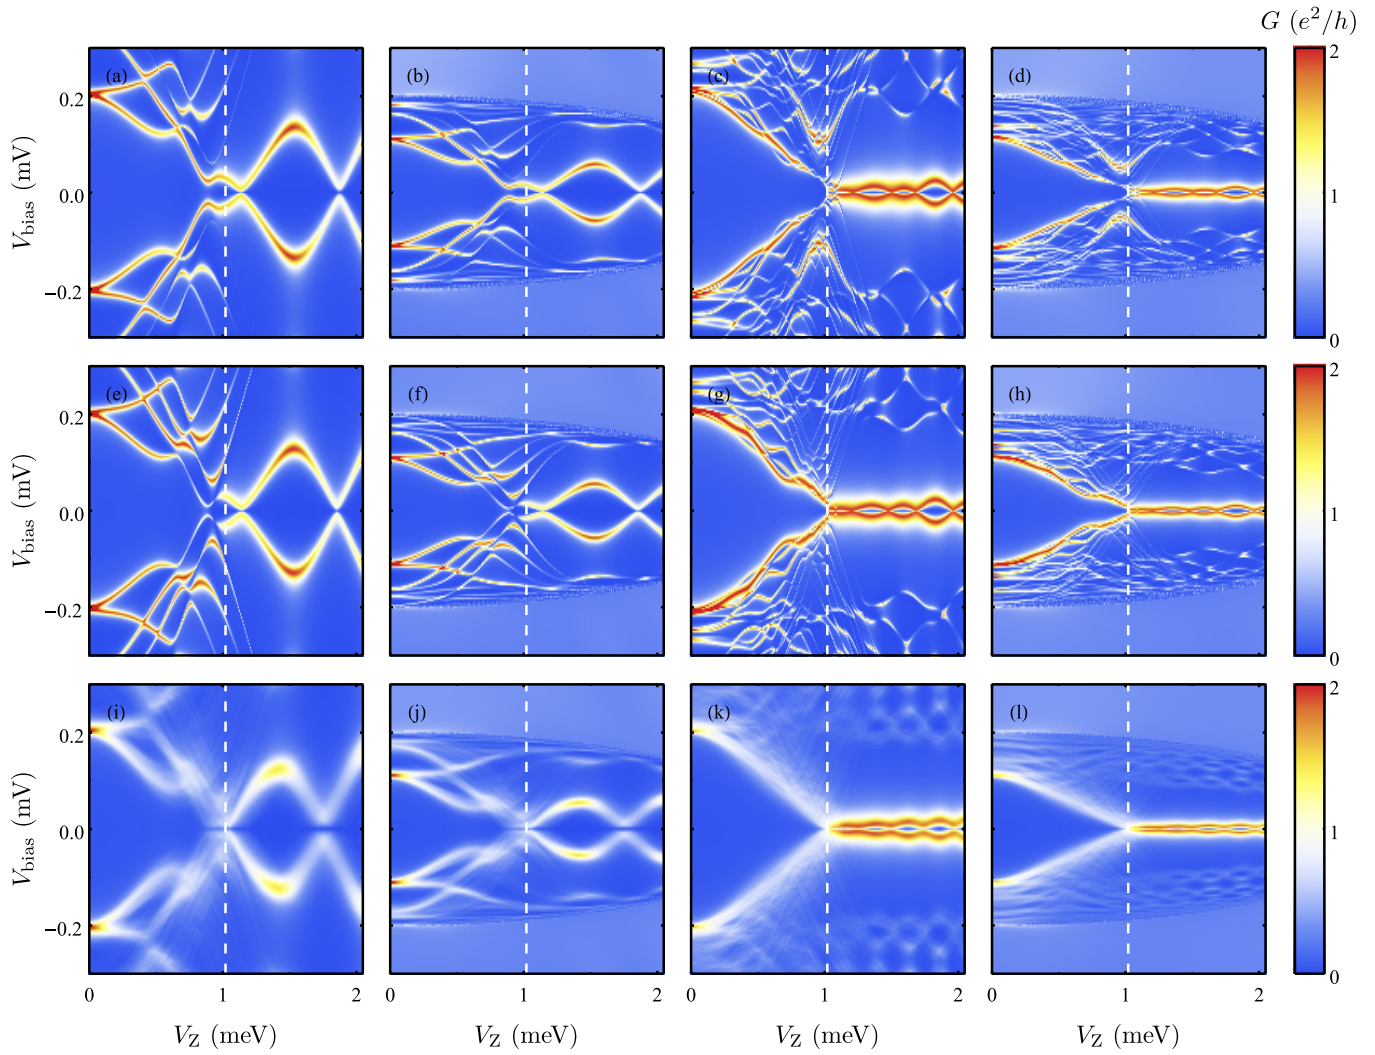 G (e²/h)
(a) (b) (c) (d) 2
0.2
V_bias (mV) 0.0 1
−0.2
0
(e) (f) (g) (h) 2
0.2
V_bias (mV) 0.0 1
−0.2
0
(i) (j) (k) (l) 2
0.2
V_bias (mV) 0.0 1
−0.2
0
0 1 2 0 1 2 0 1 2 0 1 2
V_Z (meV) V_Z (meV) V_Z (meV) V_Z (meV)